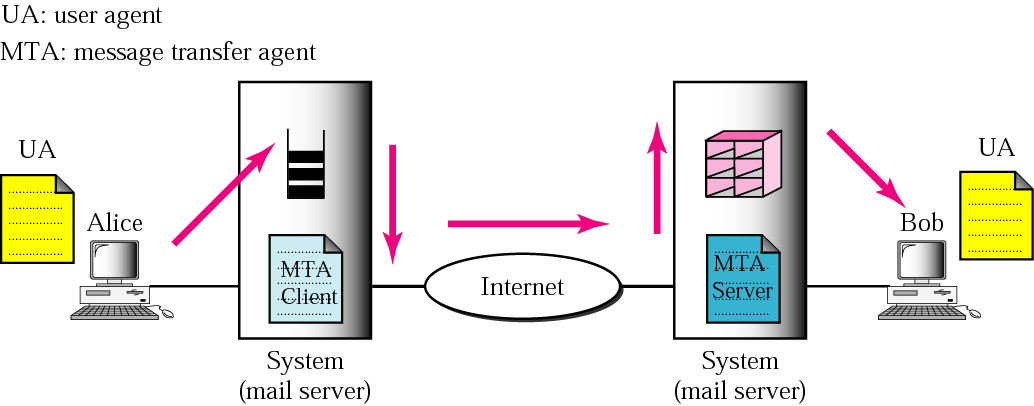 UA: user agent
MTA: message transfer agent
UA
Alice
MTA
Client
System
(mail server)
Internet
MTA
Server
System
(mail server)
UA
Bob